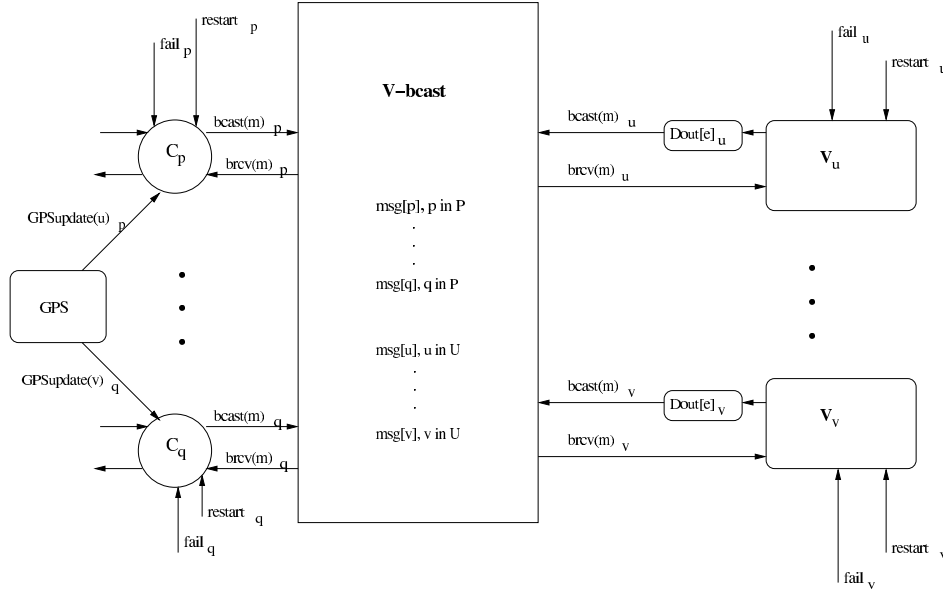 restart p
fail p
bcast(m) p
C p
brcv(m) p
GPSupdate(u) p
GPS
GPSupdate(v) q
bcast(m) q
C q
brcv(m) q
restart q
fail q
V-bcast
msg[p], p in P
msg[q], q in P
msg[u], u in U
msg[v], v in U
fail u
restart u
bcast(m) u
Dout[e] u
V u
brcv(m) u
bcast(m) v
Dout[e] v
V v
brcv(m) v
restart v
fail v